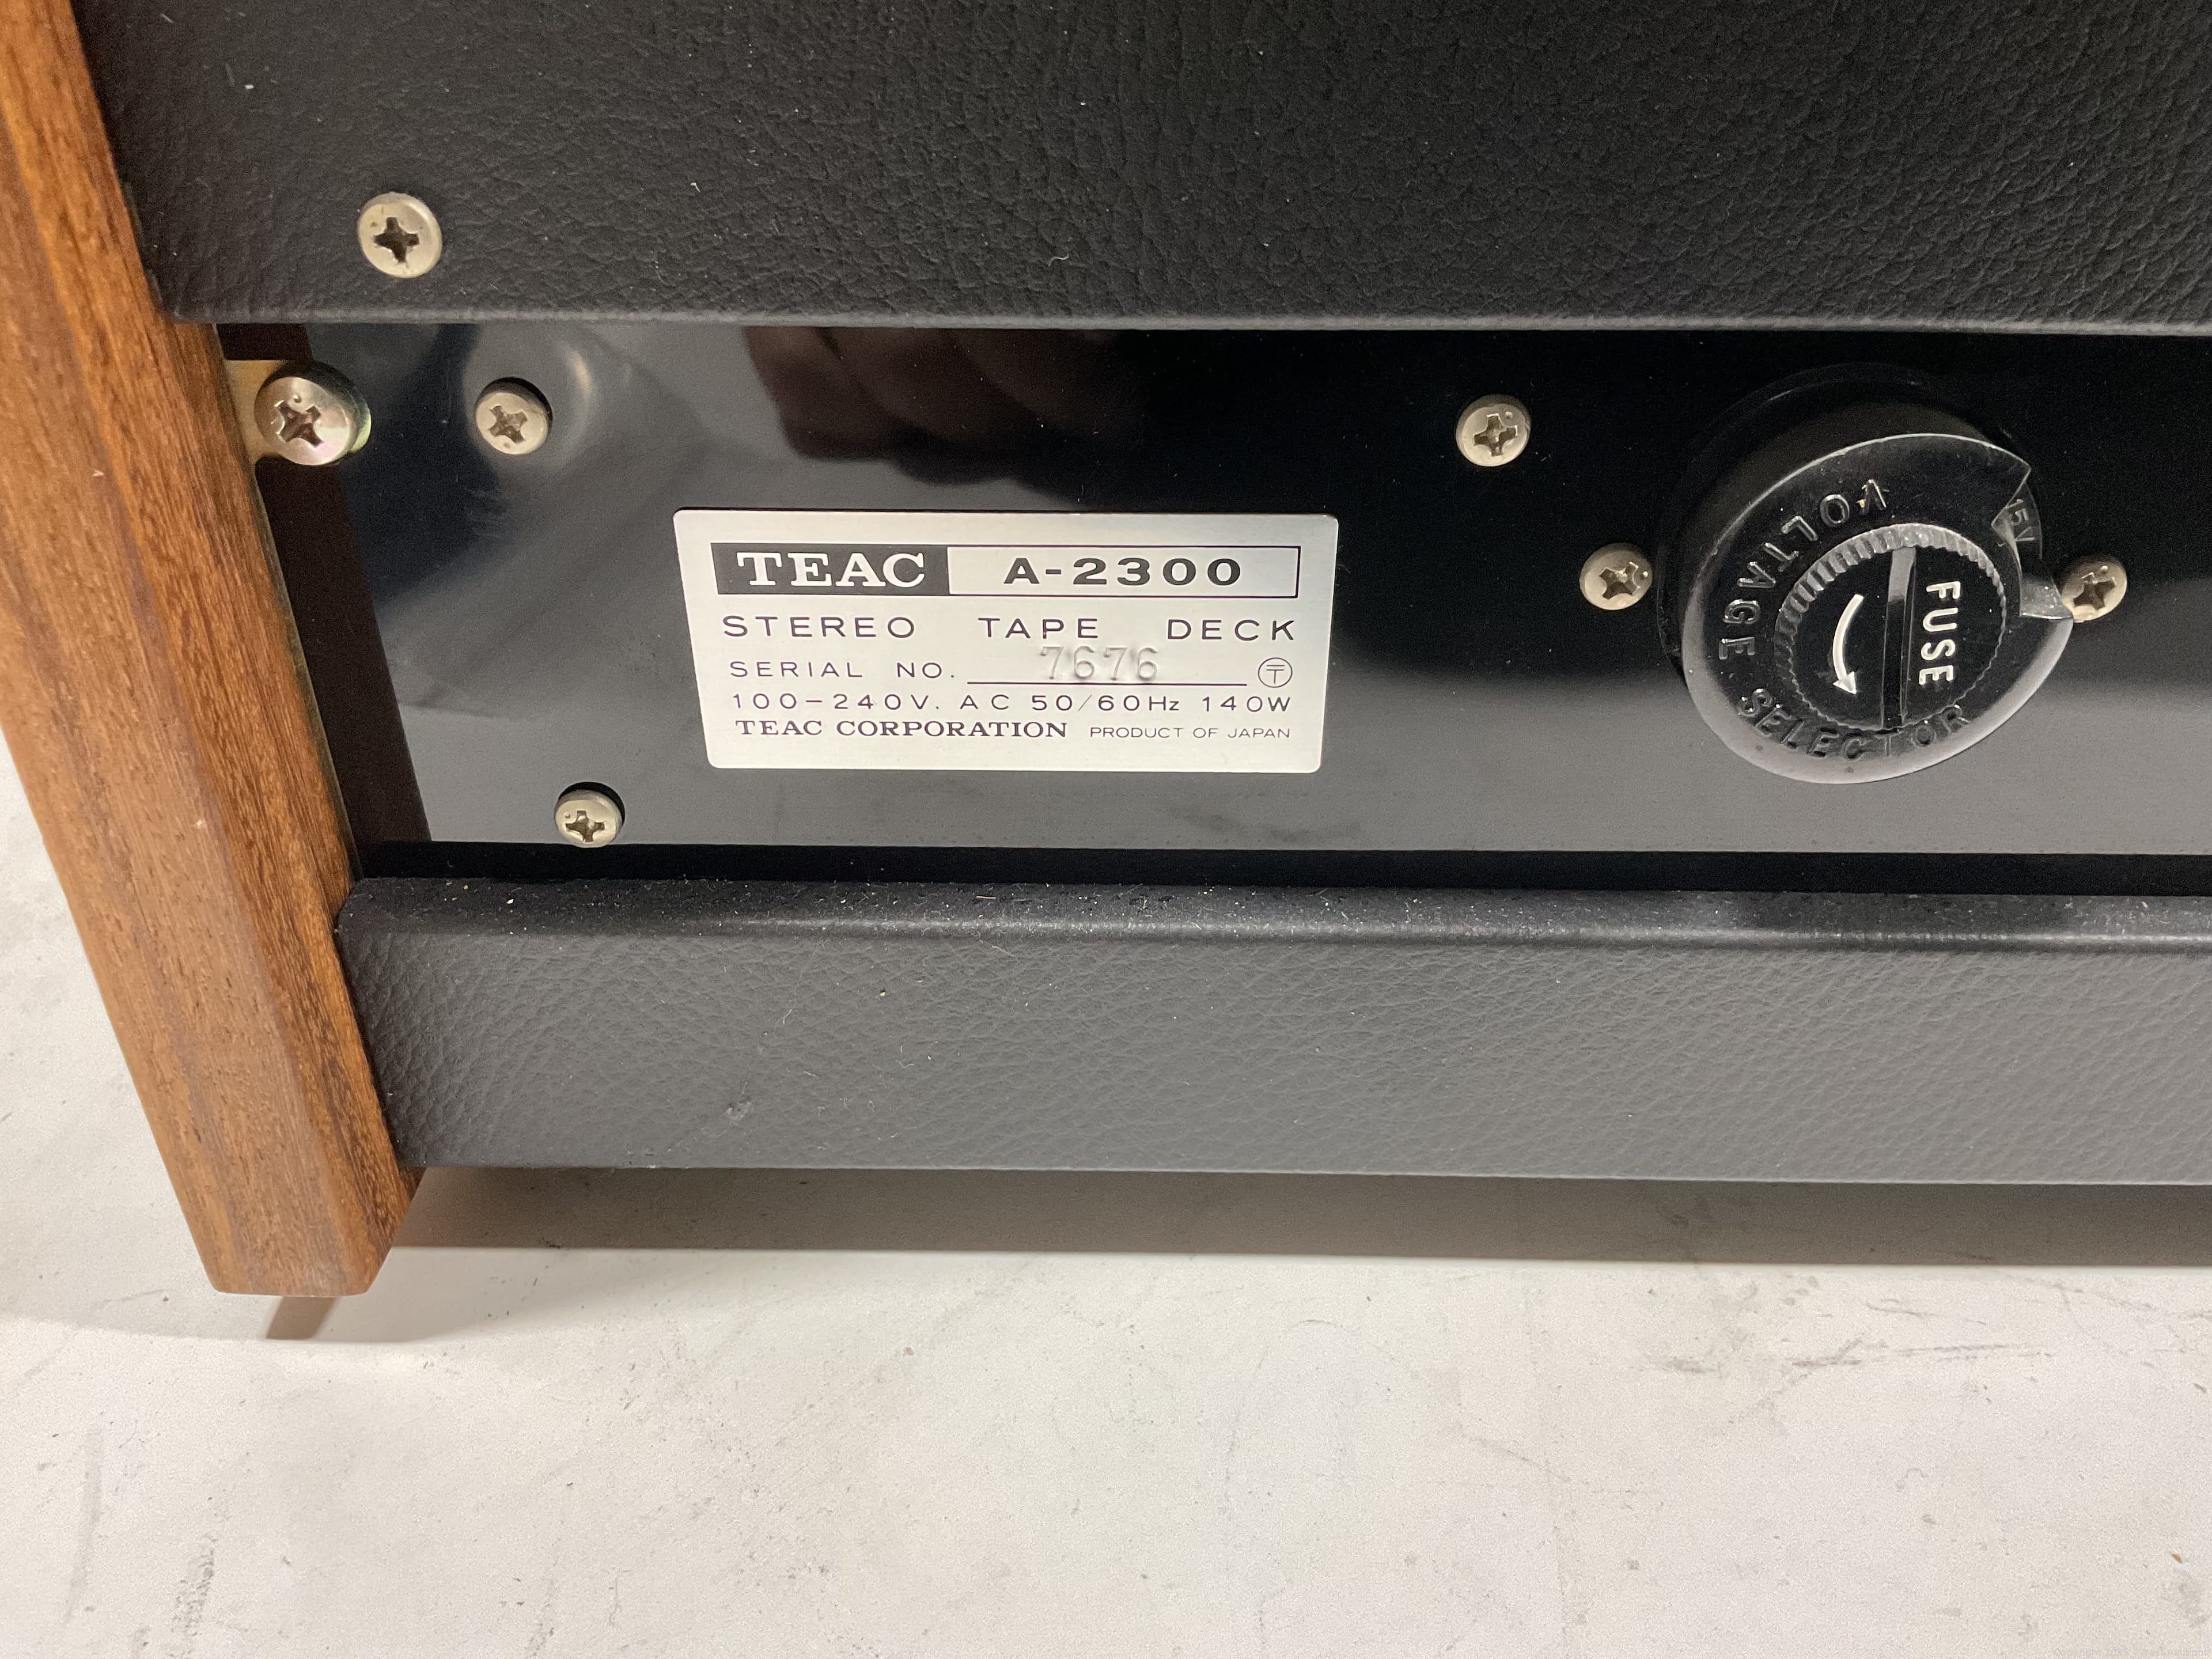 TEAC A-2300
STEREO TAPE DECK
SERIAL NO. 7676 〶
100-240V. AC 50/60Hz 140W
TEAC CORPORATION PRODUCT OF JAPAN
VOLTAGE SELECTOR
FUSE